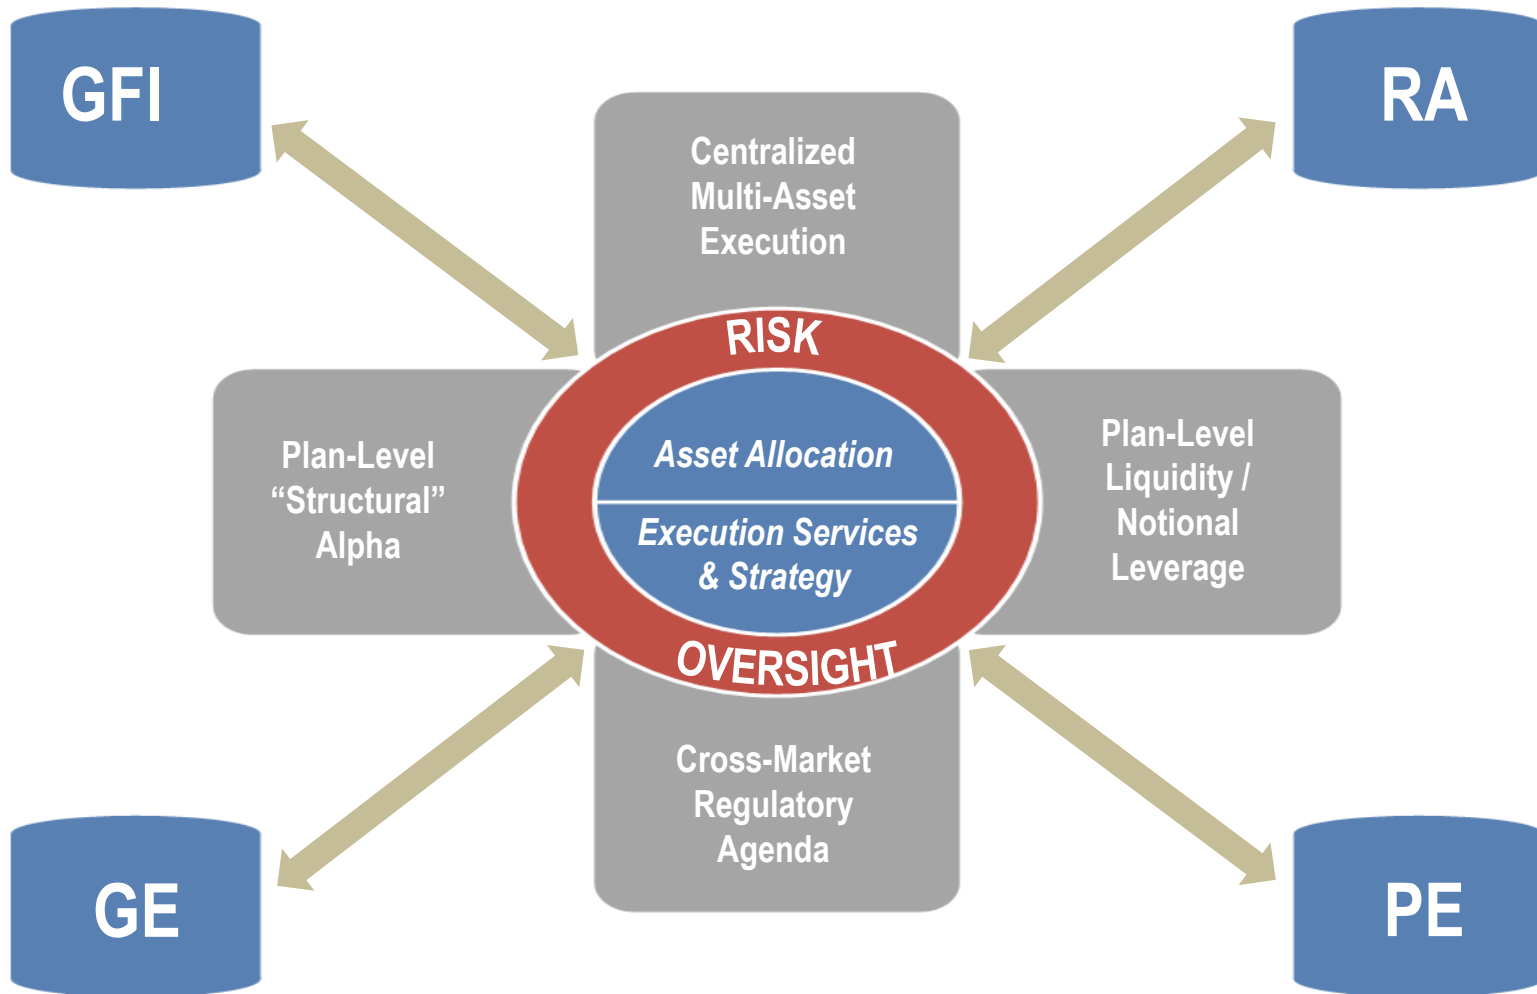 GFI
RA
Centralized
Multi-Asset
Execution
RISK
Plan-Level
“Structural”
Alpha
Asset Allocation
Execution Services
& Strategy
Plan-Level
Liquidity /
Notional
Leverage
OVERSIGHT
Cross-Market
Regulatory
Agenda
GE
PE